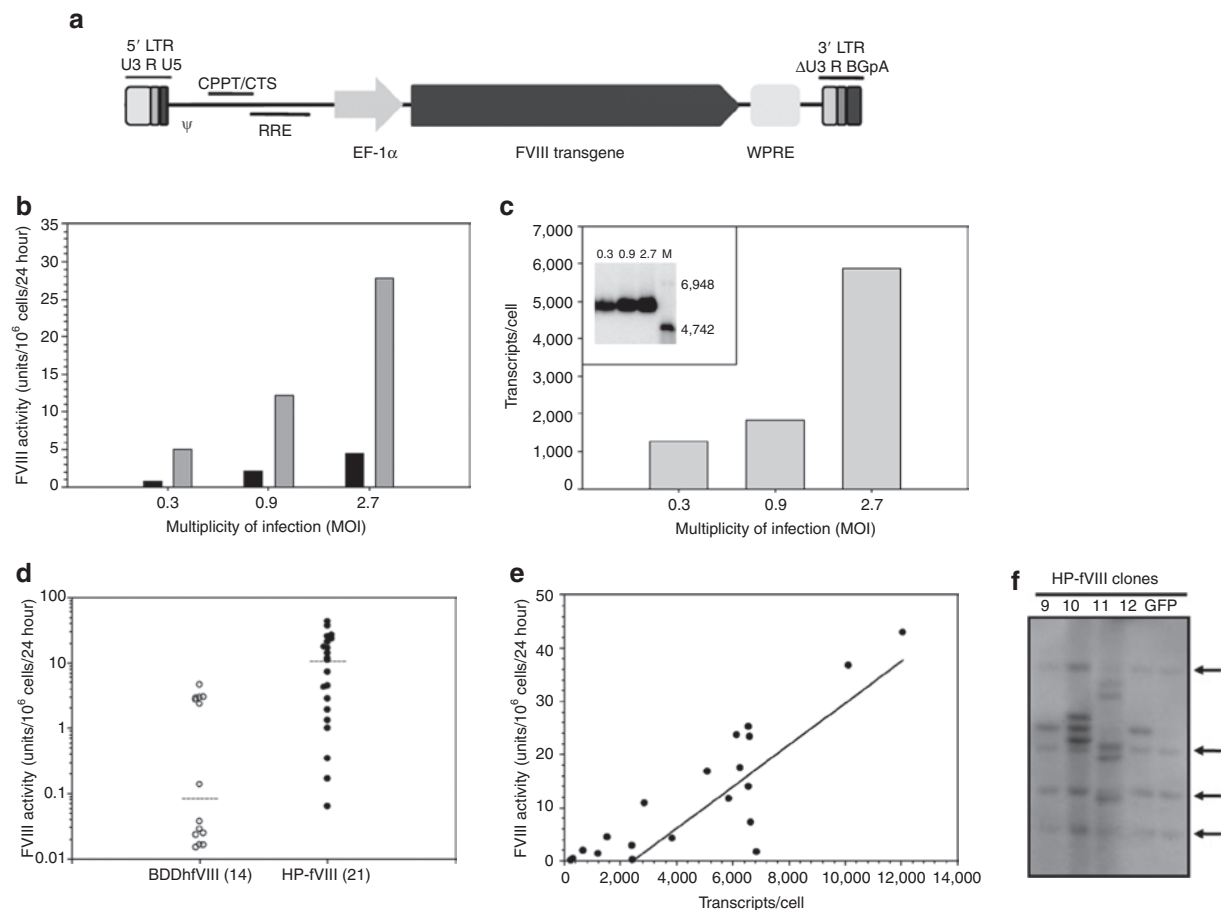 a
5′ LTR
U3 R U5
CPPT/CTS
ψ
RRE
EF-1α
FVIII transgene
WPRE
3′ LTR
ΔU3 R BGpA
b
FVIII activity (units/10⁶ cells/24 hour)
35
30
25
20
15
10
5
0
0.3 0.9 2.7
Multiplicity of infection (MOI)
c
Transcripts/cell
7,000
6,000
5,000
4,000
3,000
2,000
1,000
0
0.3 0.9 2.7 M
6,948
4,742
0.3 0.9 2.7
Multiplicity of infection (MOI)
d
FVIII activity (units/10⁶ cells/24 hour)
100
10
1
0.1
0.01
BDDhfVIII (14) HP-fVIII (21)
e
FVIII activity (units/10⁶ cells/24 hour)
50
40
30
20
10
0
0 2,000 4,000 6,000 8,000 10,000 12,000 14,000
Transcripts/cell
f
HP-fVIII clones
9 10 11 12 GFP